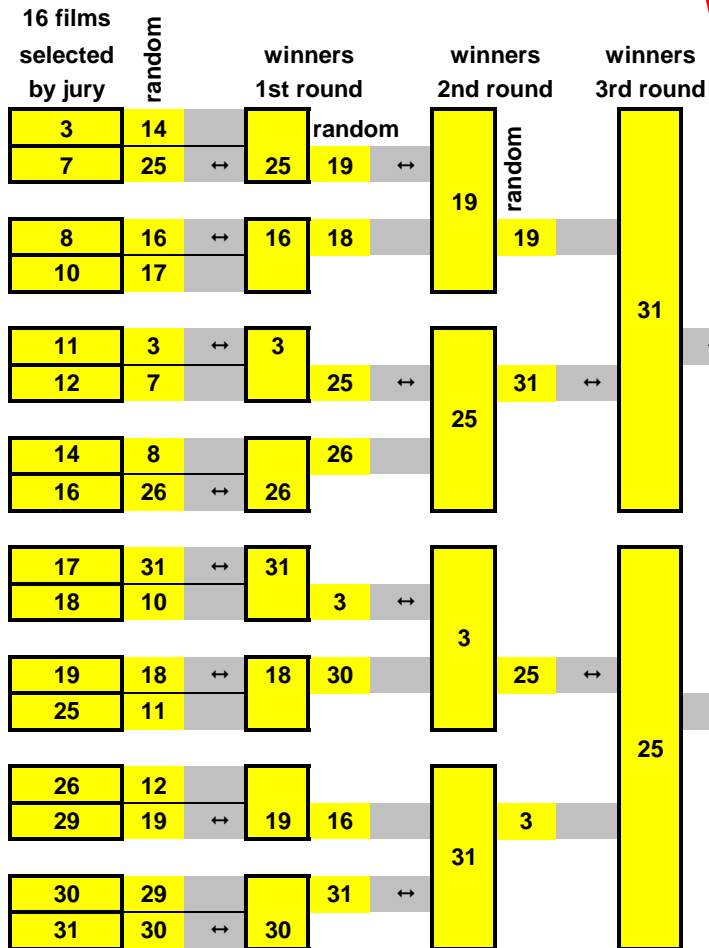 16 films
selected
by jury
random
winners
1st round
winners
2nd round
winners
3rd round
3 14 random
7 25 ↔ 25 19 ↔
19 random
8 16 ↔ 16 18 19
10 17
31
11 3 ↔ 3
12 7 25 ↔ 31 ↔
25
14 8 26
16 26 ↔ 26
17 31 ↔ 31
18 10 3 ↔
3
19 18 ↔ 18 30 25 ↔
25 11
25
26 12
29 19 ↔ 19 16 3
31
30 29 31 ↔
31 30 ↔ 30